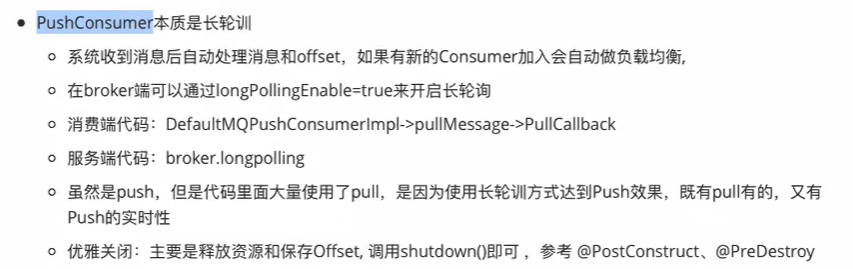 PushConsumer本质是长轮训
系统收到消息后自动处理消息和offset，如果有新的Consumer加入会自动做负载均衡,
在broker端可以通过longPollingEnable=true来开启长轮询
消费端代码：DefaultMQPushConsumerImpl->pullMessage->PullCallback
服务端代码：broker.longpolling
虽然是push，但是代码里面大量使用了pull，是因为使用长轮训方式达到Push效果，既有pull有的，又有
Push的实时性
优雅关闭：主要是释放资源和保存Offset, 调用shutdown()即可 ，参考 @PostConstruct、@PreDestroy